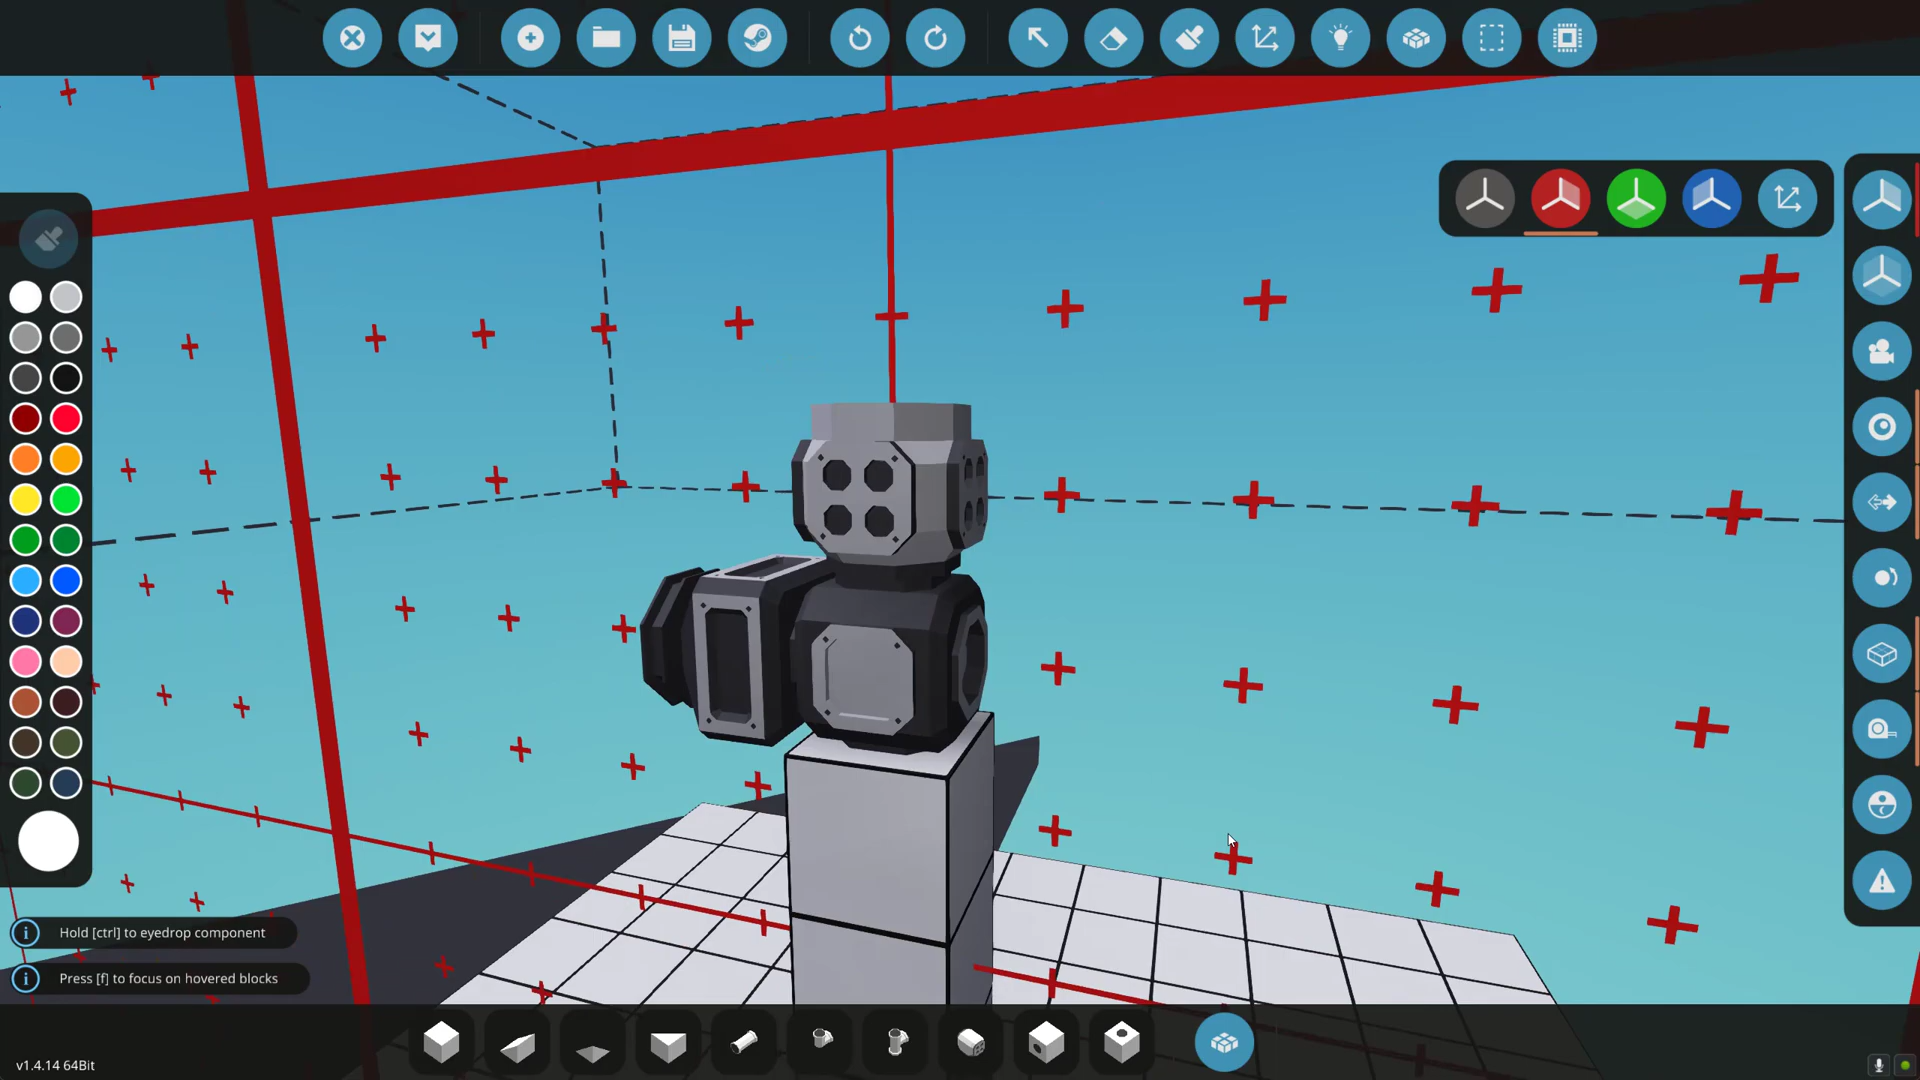 Hold [ctrl] to eyedrop component
Press [f] to focus on hovered blocks
v1.4.14 64Bit